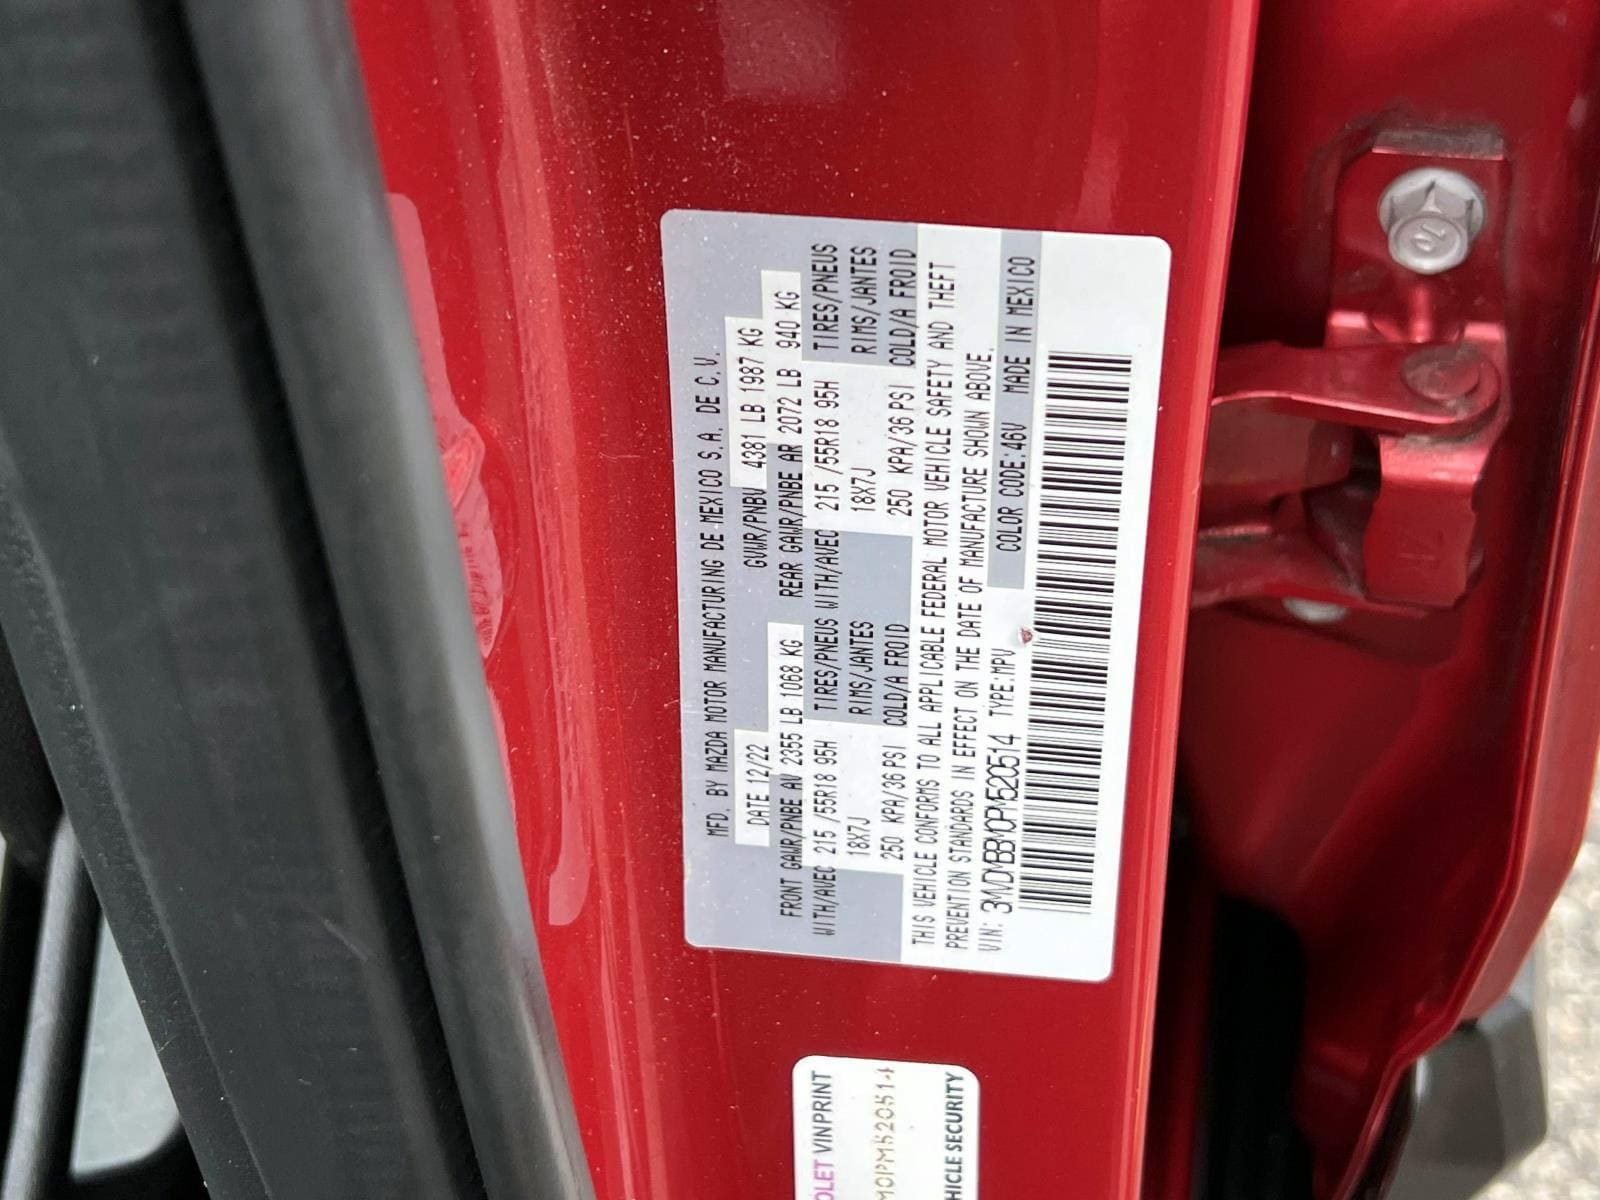 MFD. BY MAZDA MOTOR MANUFACTURING DE MEXICO S.A. DE C.V.
DATE 12/22 GVWR/PNBV 4381 LB 1987 KG
FRONT GAWR/PNBE AV 2355 LB 1068 KG REAR GAWR/PNBE AR 2072 LB 940 KG
WITH/AVEC 215 /55R18 95H TIRES/PNEUS WITH/AVEC 215 /55R18 95H TIRES/PNEUS
18X7J RIMS/JANTES 18X7J RIMS/JANTES
250 KPA/36 PSI COLD/A FROID 250 KPA/36 PSI COLD/A FROID
THIS VEHICLE CONFORMS TO ALL APPLICABLE FEDERAL MOTOR VEHICLE SAFETY AND THEFT
PREVENTION STANDARDS IN EFFECT ON THE DATE OF MANUFACTURE SHOWN ABOVE.
VIN: 3MVDMBBM0PM520514 TYPE:MPV COLOR CODE:46V MADE IN MEXICO
OLET VINPRINT
M0PM520514
HICLE SECURITY
12